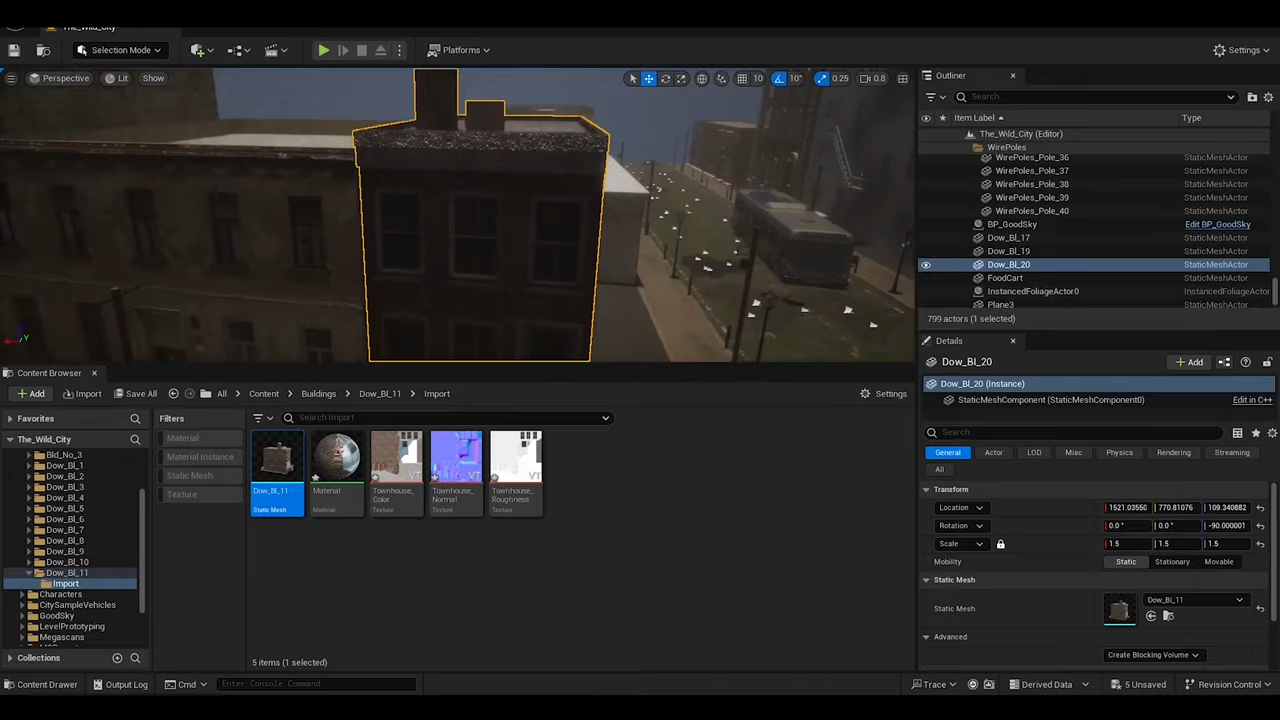 The_Wild_City
Selection Mode
Platforms
Settings
Perspective
Lit
Show
10
10°
0.25
0.8
Outliner
Search
Item Label
Type
The_Wild_City (Editor)
WirePoles
WirePoles_Pole_36 StaticMeshActor
WirePoles_Pole_37 StaticMeshActor
WirePoles_Pole_38 StaticMeshActor
WirePoles_Pole_39 StaticMeshActor
WirePoles_Pole_40 StaticMeshActor
BP_GoodSky Edit BP_GoodSky
Dow_Bl_17 StaticMeshActor
Dow_Bl_19 StaticMeshActor
Dow_Bl_20 StaticMeshActor
FoodCart StaticMeshActor
InstancedFoliageActor0 InstancedFoliageActor
Plane3 StaticMeshActor
799 actors (1 selected)
Details
Dow_Bl_20
Add
Dow_Bl_20 (Instance)
StaticMeshComponent (StaticMeshComponent0) Edit in C++
Search
General
Actor
LOD
Misc
Physics
Rendering
Streaming
All
Transform
Location 1521.03550 770.81076 109.340882
Rotation 0.0 ° 0.0 ° -90.000001
Scale 1.5 1.5 1.5
Mobility Static Stationary Movable
Static Mesh
Static Mesh Dow_Bl_11
Advanced
Create Blocking Volume
Content Browser
Add
Import
Save All
All
Content
Buildings
Dow_Bl_11
Import
Settings
Favorites
The_Wild_City
Bld_No_3
Dow_Bl_1
Dow_Bl_2
Dow_Bl_3
Dow_Bl_4
Dow_Bl_5
Dow_Bl_6
Dow_Bl_7
Dow_Bl_8
Dow_Bl_9
Dow_Bl_10
Dow_Bl_11
Import
Characters
CitySampleVehicles
GoodSky
LevelPrototyping
Megascans
Collections
Filters
Material
Material Instance
Static Mesh
Texture
Search Import
VT
VT
VT
Dow_Bl_11
Static Mesh
Material
Material
Townhouse_
Color
Texture
Townhouse_
Normal
Texture
Townhouse_
Roughness
Texture
5 items (1 selected)
Content Drawer
Output Log
Cmd
Enter Console Command
Trace
Derived Data
5 Unsaved
Revision Control